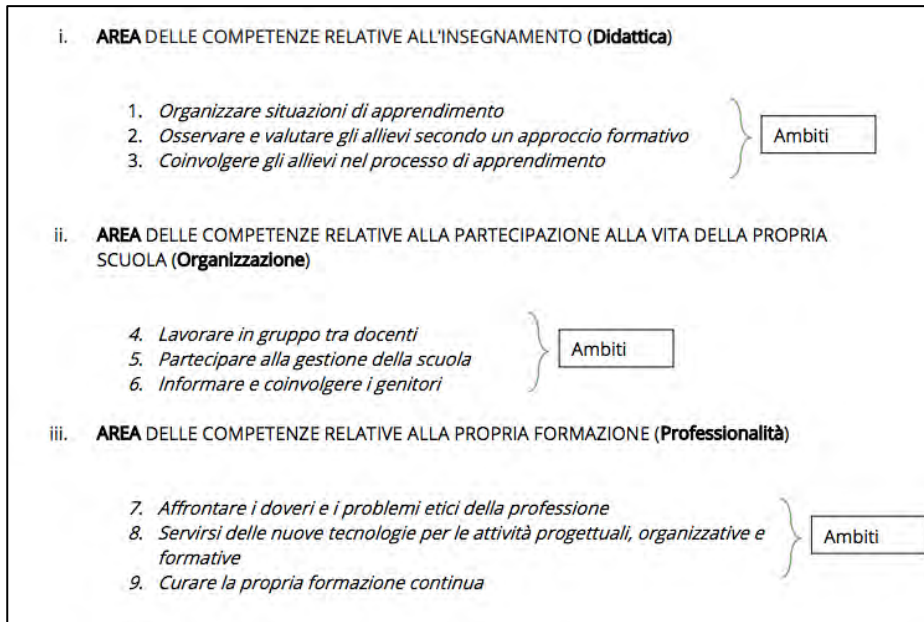 i. AREA DELLE COMPETENZE RELATIVE ALL'INSEGNAMENTO (Didattica)
1. Organizzare situazioni di apprendimento
2. Osservare e valutare gli allievi secondo un approccio formativo
3. Coinvolgere gli allievi nel processo di apprendimento
Ambiti
ii. AREA DELLE COMPETENZE RELATIVE ALLA PARTECIPAZIONE ALLA VITA DELLA PROPRIA
SCUOLA (Organizzazione)
4. Lavorare in gruppo tra docenti
5. Partecipare alla gestione della scuola
6. Informare e coinvolgere i genitori
Ambiti
iii. AREA DELLE COMPETENZE RELATIVE ALLA PROPRIA FORMAZIONE (Professionalità)
7. Affrontare i doveri e i problemi etici della professione
8. Servirsi delle nuove tecnologie per le attività progettuali, organizzative e
formative
9. Curare la propria formazione continua
Ambiti